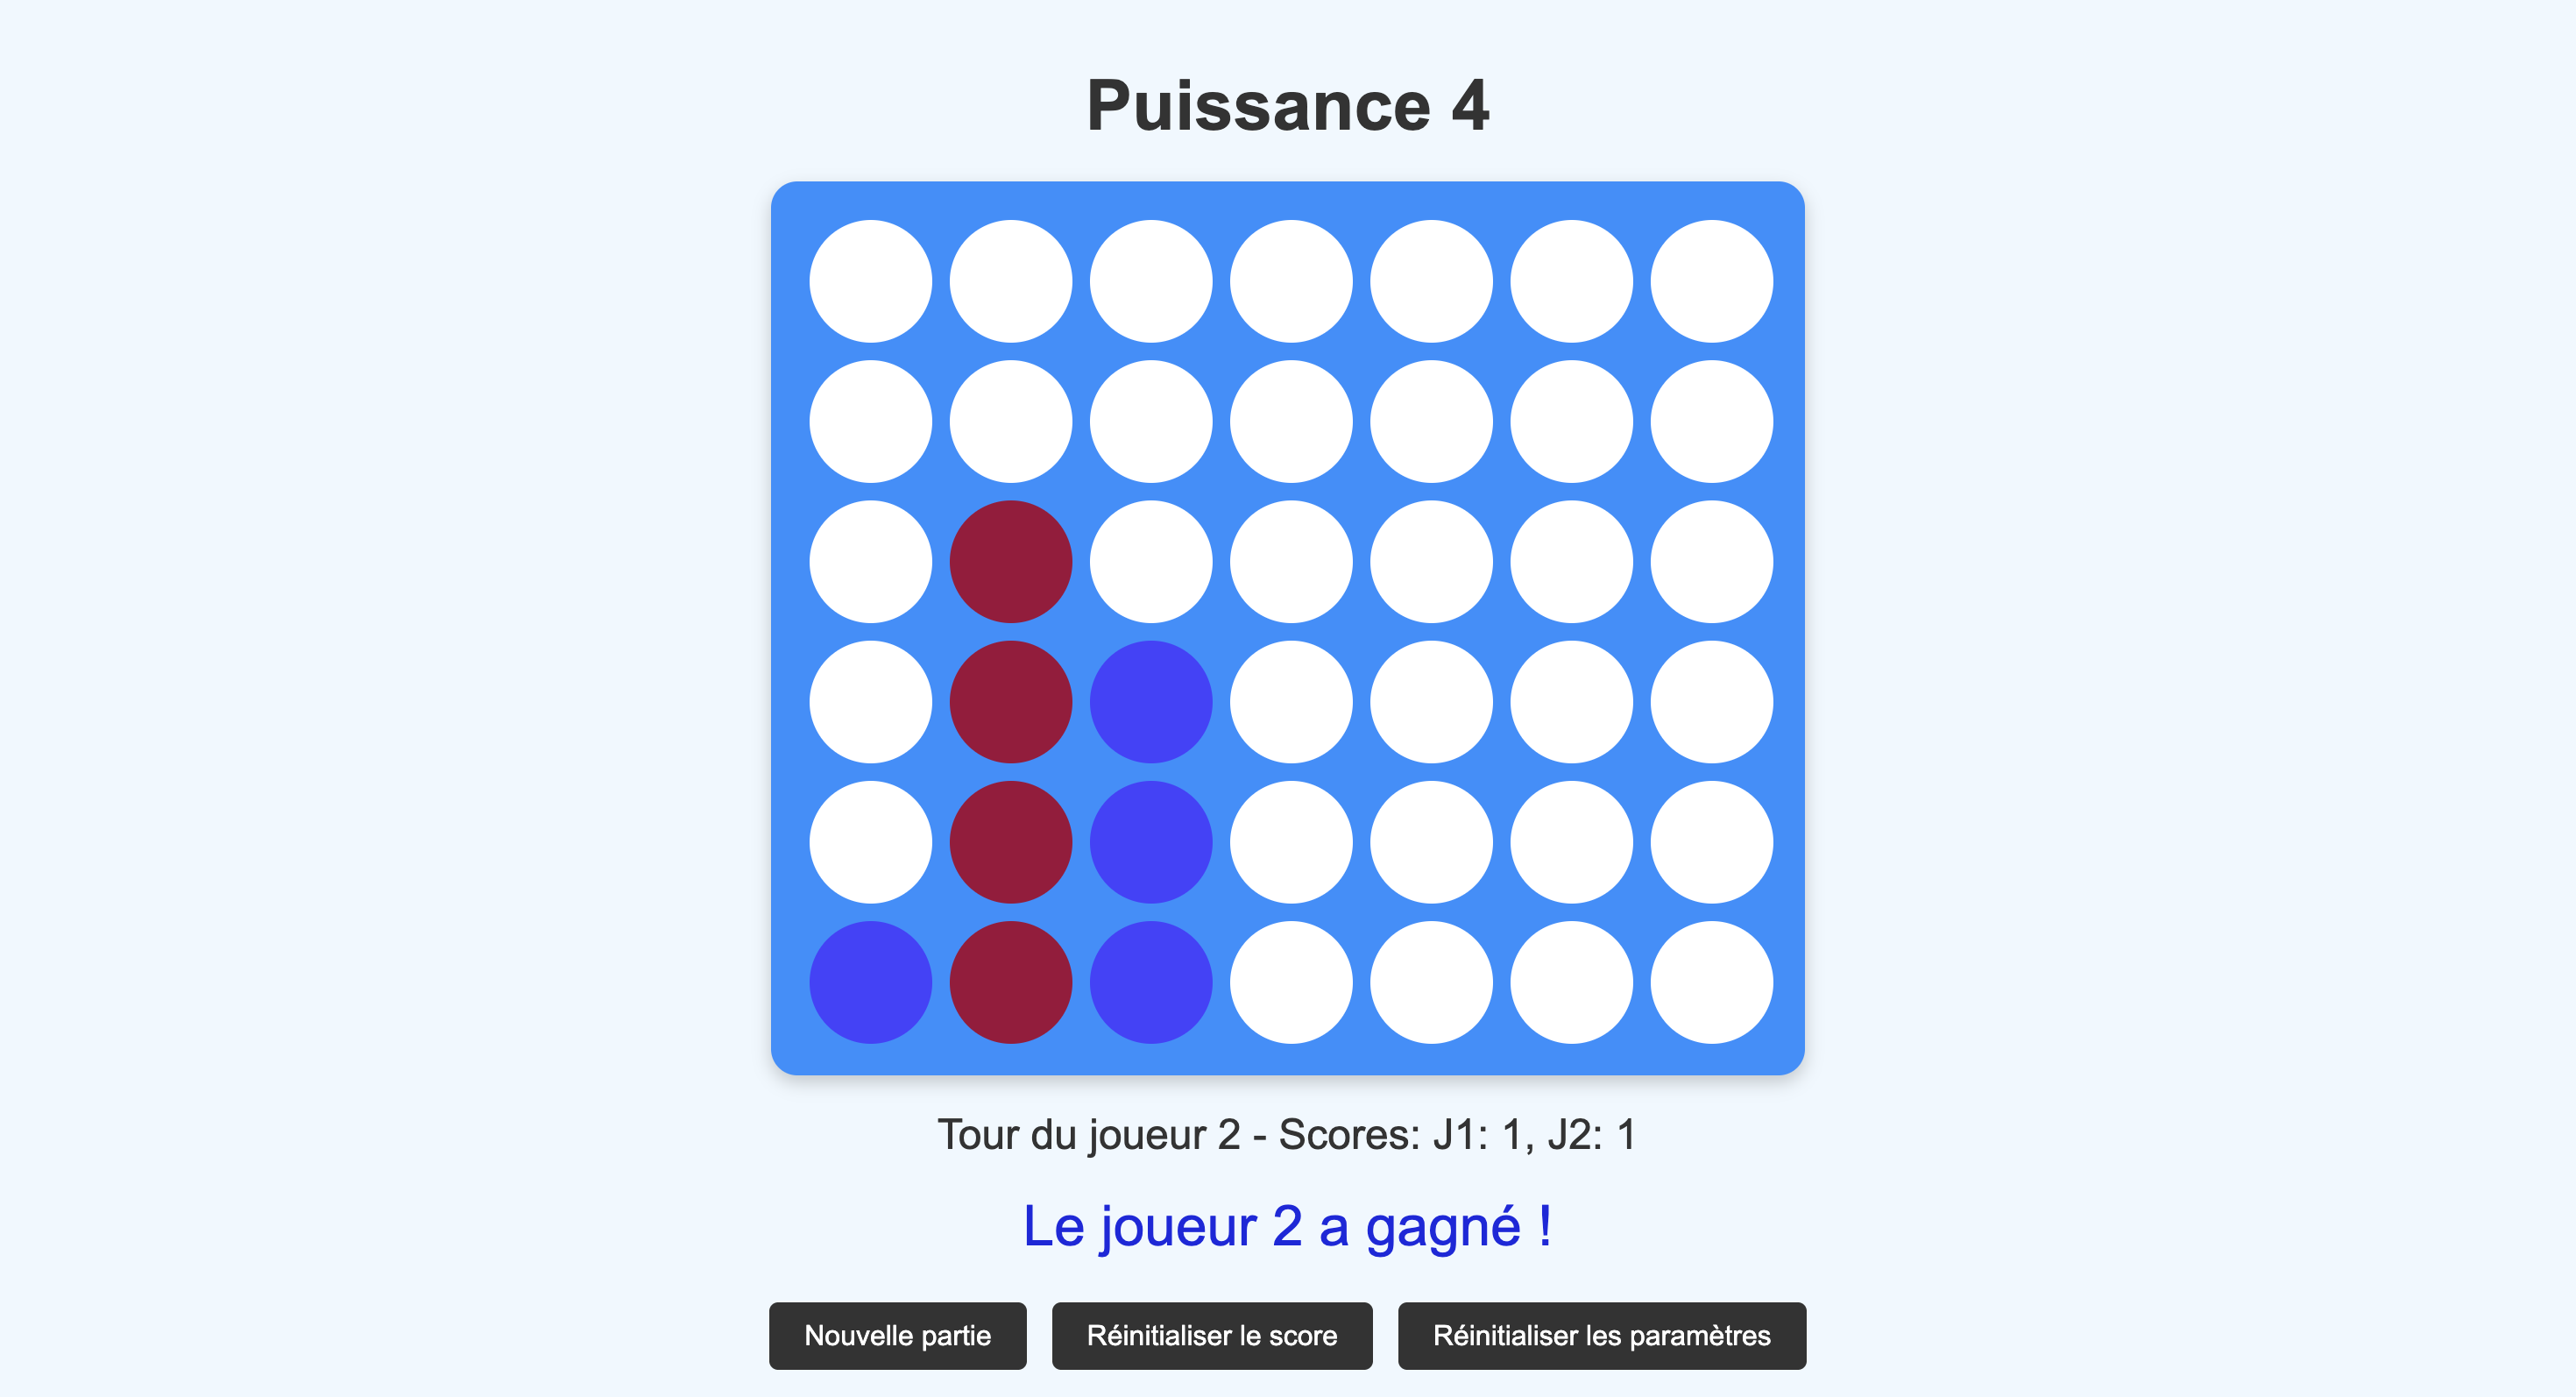 Puissance 4
Tour du joueur 2 - Scores: J1: 1, J2: 1
Le joueur 2 a gagné !
Nouvelle partie
Réinitialiser le score
Réinitialiser les paramètres